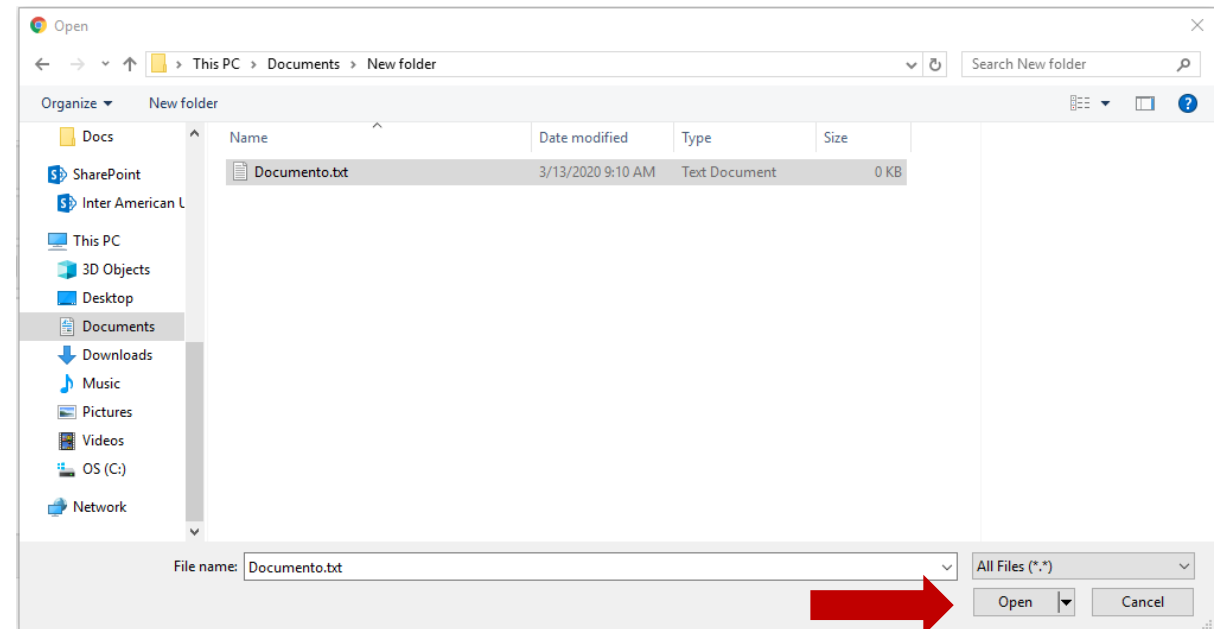 Open
This PC > Documents > New folder
Search New folder
Organize
New folder
Docs
SharePoint
Inter American U
This PC
3D Objects
Desktop
Documents
Downloads
Music
Pictures
Videos
OS (C:)
Network
Name Date modified Type Size
Documento.txt 3/13/2020 9:10 AM Text Document 0 KB
File name: Documento.txt
All Files (*.*)
Open
Cancel